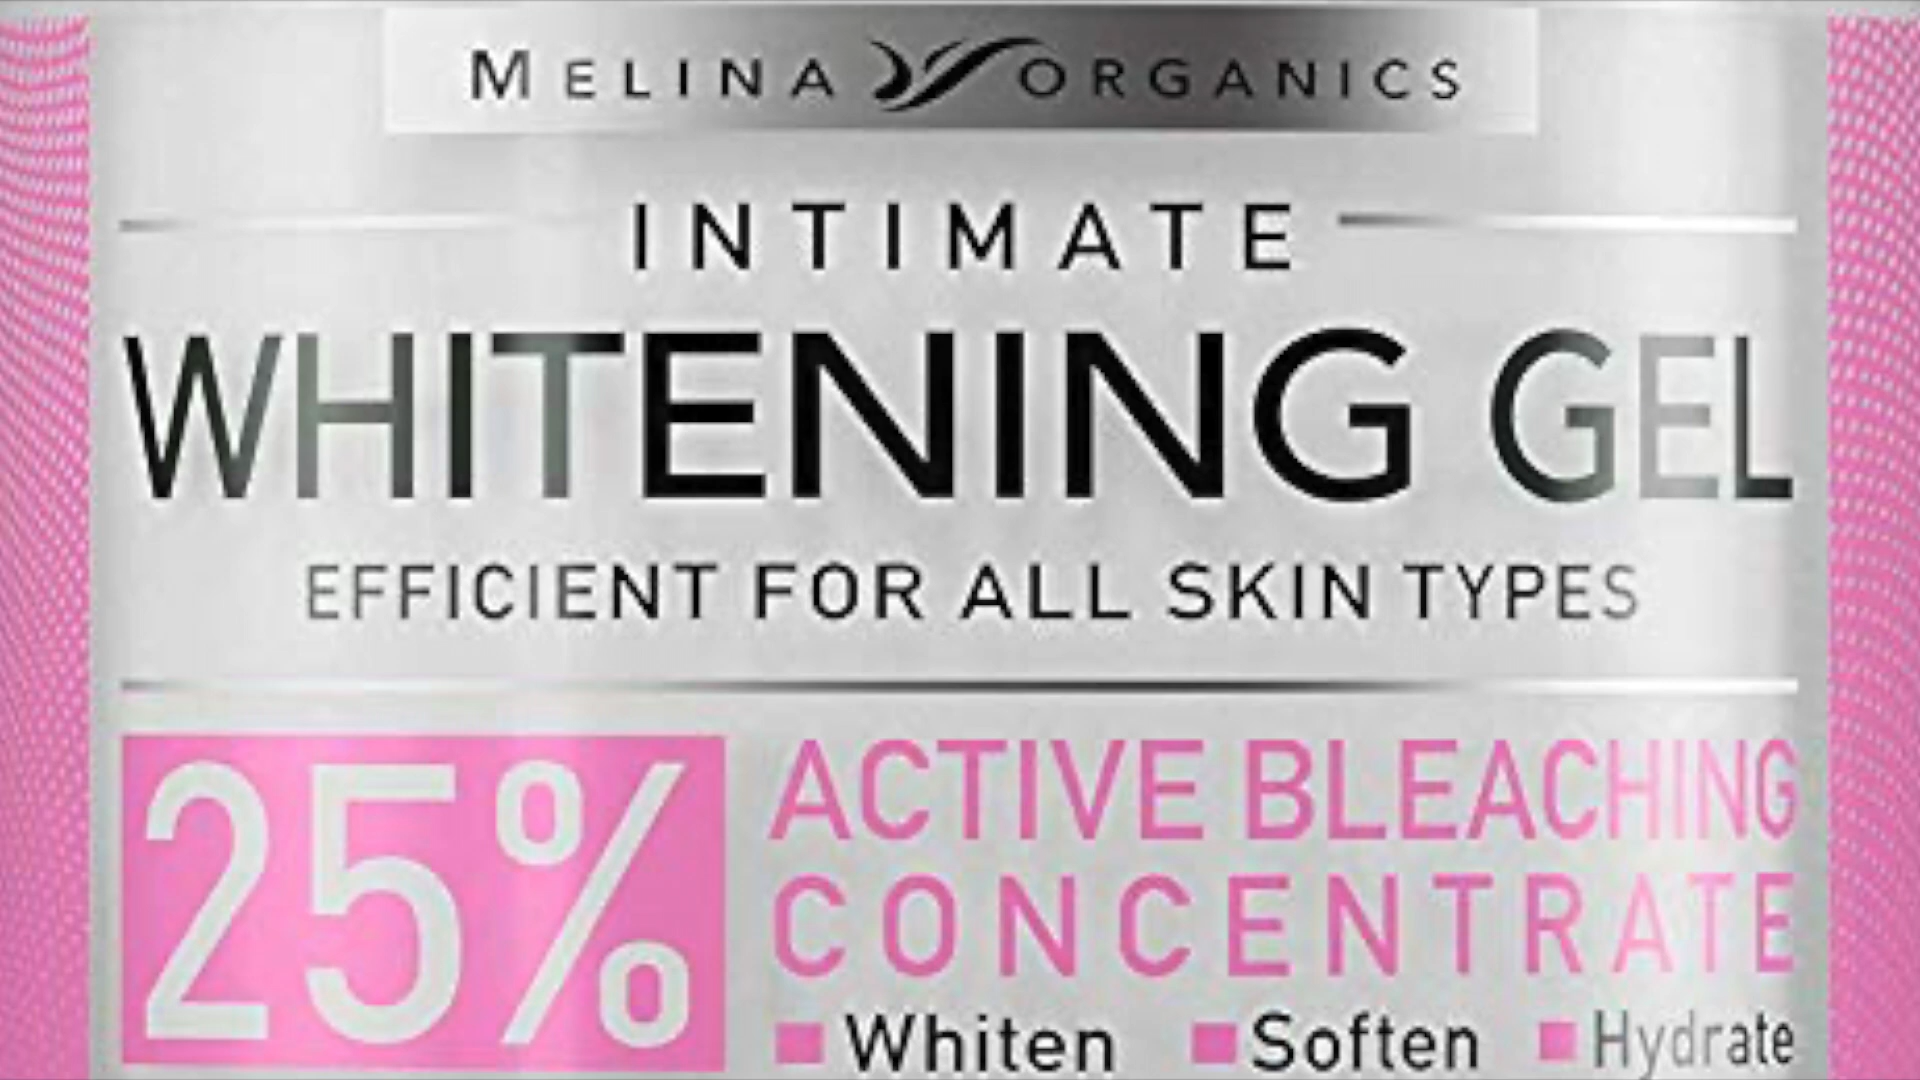 MELINA ORGANICS
INTIMATE
WHITENING GEL
EFFICIENT FOR ALL SKIN TYPES
25%
ACTIVE BLEACHING
CONCENTRATE
Whiten Soften Hydrate